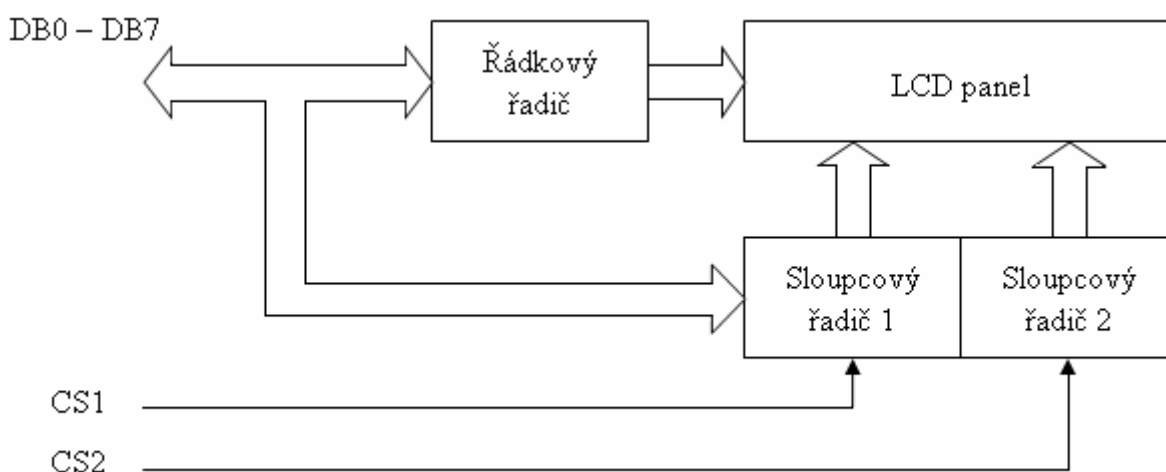 DB0 – DB7
Řádkový
řadič
LCD panel
Sloupcový
řadič 1
Sloupcový
řadič 2
CS1
CS2